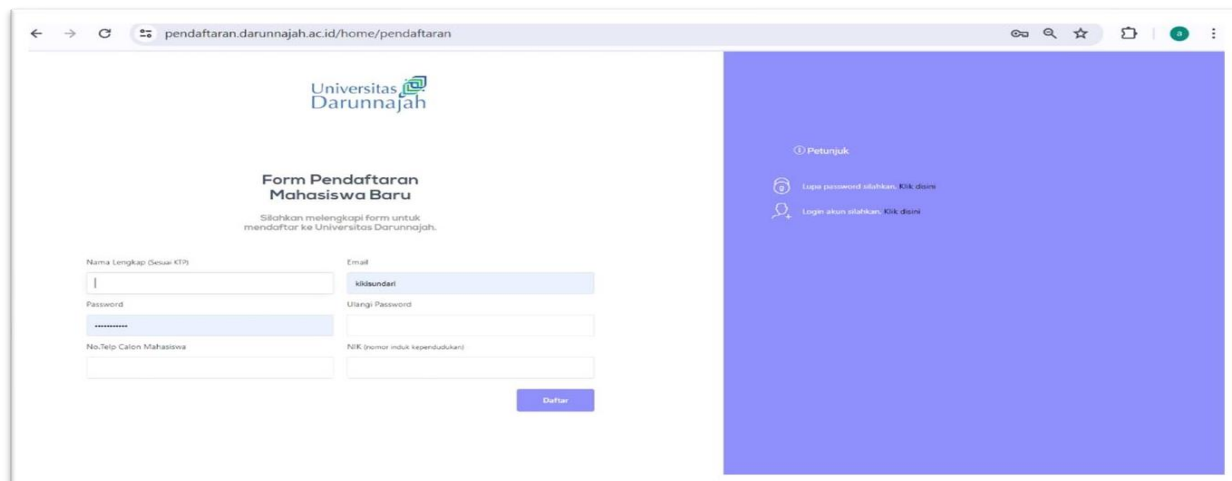 pendaftaran.darunnajah.ac.id/home/pendaftaran
a
Universitas
Darunnajah
Form Pendaftaran
Mahasiswa Baru
Silahkan melengkapi form untuk
mendaftar ke Universitas Darunnajah.
Nama Lengkap (Sesuai KTP)
Email
kikisundari
Password
Ulangi Password
•••••••••••
No.Telp Calon Mahasiswa
NIK (nomor induk kependudukan)
Daftar
Petunjuk
Lupa password silahkan. Klik disini
Login akun silahkan. Klik disini